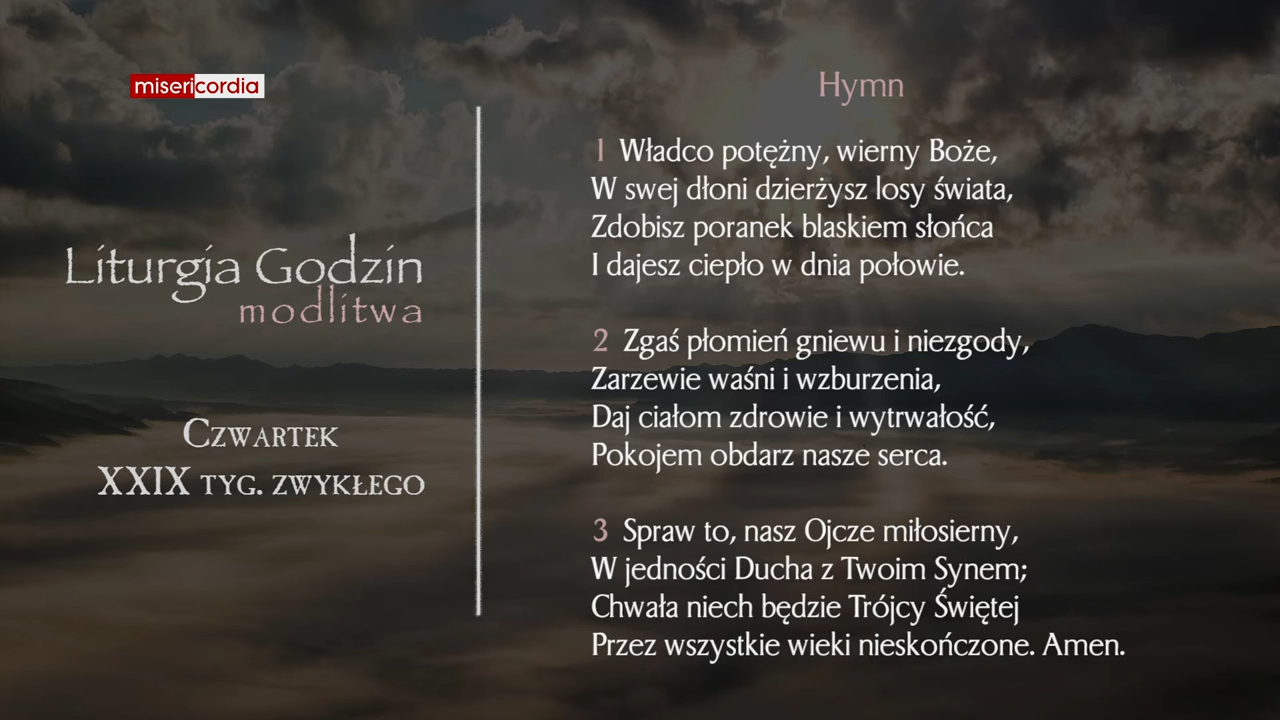 misericordia
Liturgia Godzin
modlitwa
Czwartek
XXIX tyg. zwykłego
Hymn
1 Władco potężny, wierny Boże,
W swej dłoni dzierżysz losy świata,
Zdobisz poranek blaskiem słońca
I dajesz ciepło w dnia połowie.
2 Zgaś płomień gniewu i niezgody,
Zarzewie waśni i wzburzenia,
Daj ciałom zdrowie i wytrwałość,
Pokojem obdarz nasze serca.
3 Spraw to, nasz Ojcze miłosierny,
W jedności Ducha z Twoim Synem;
Chwała niech będzie Trójcy Świętej
Przez wszystkie wieki nieskończone. Amen.